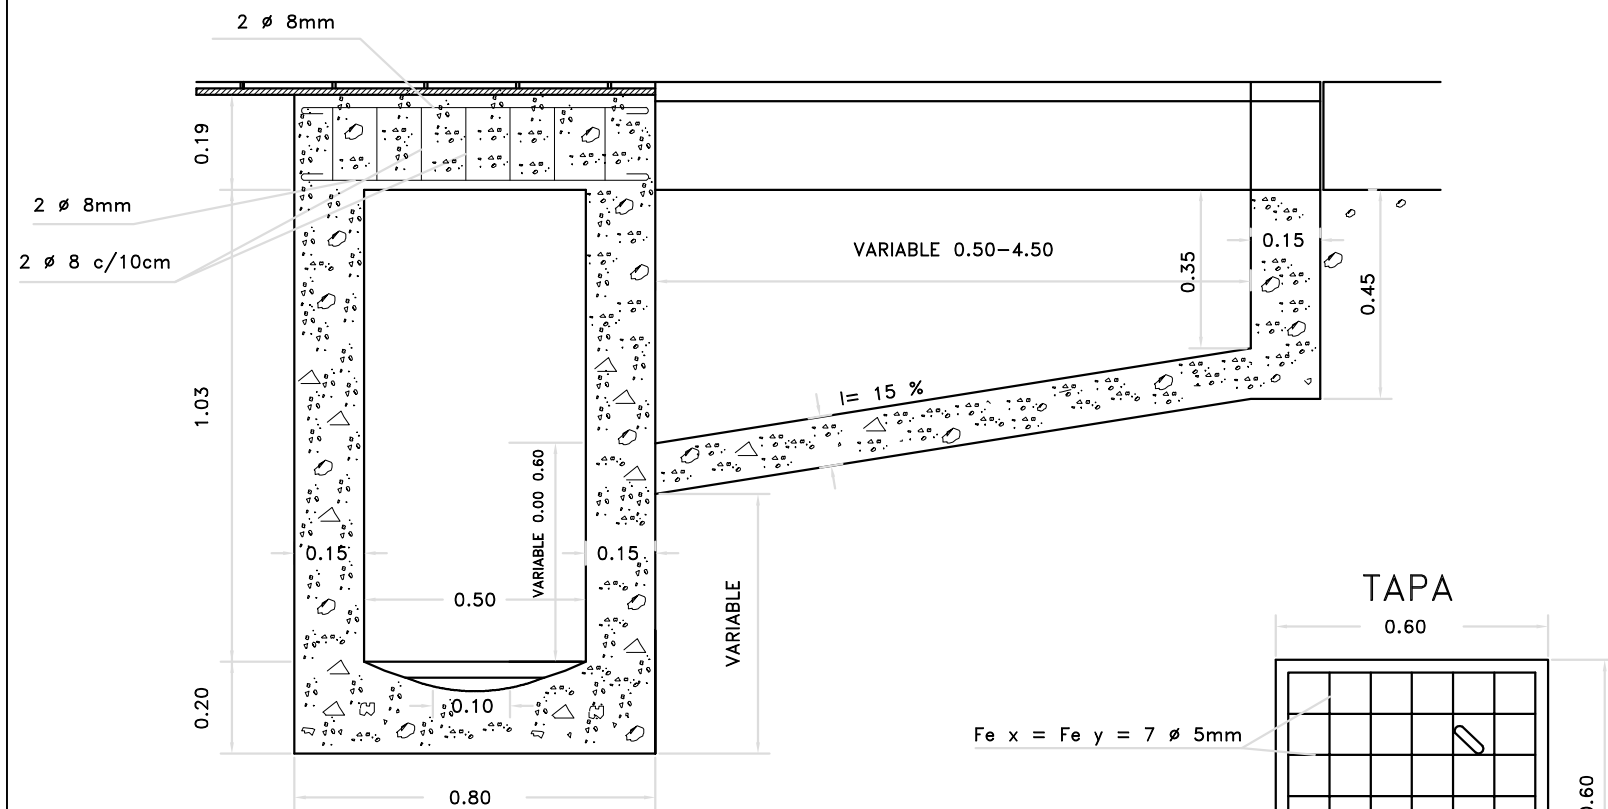 2 ø 8mm
0.19
2 ø 8mm
2 ø 8 c/10cm
VARIABLE 0.50-4.50
0.15
0.35
0.45
1.03
I= 15 %
VARIABLE 0.00 0.60
0.15
0.15
0.50
VARIABLE
TAPA
0.60
0.20
0.10
Fe x = Fe y = 7 ø 5mm
0.60
0.80